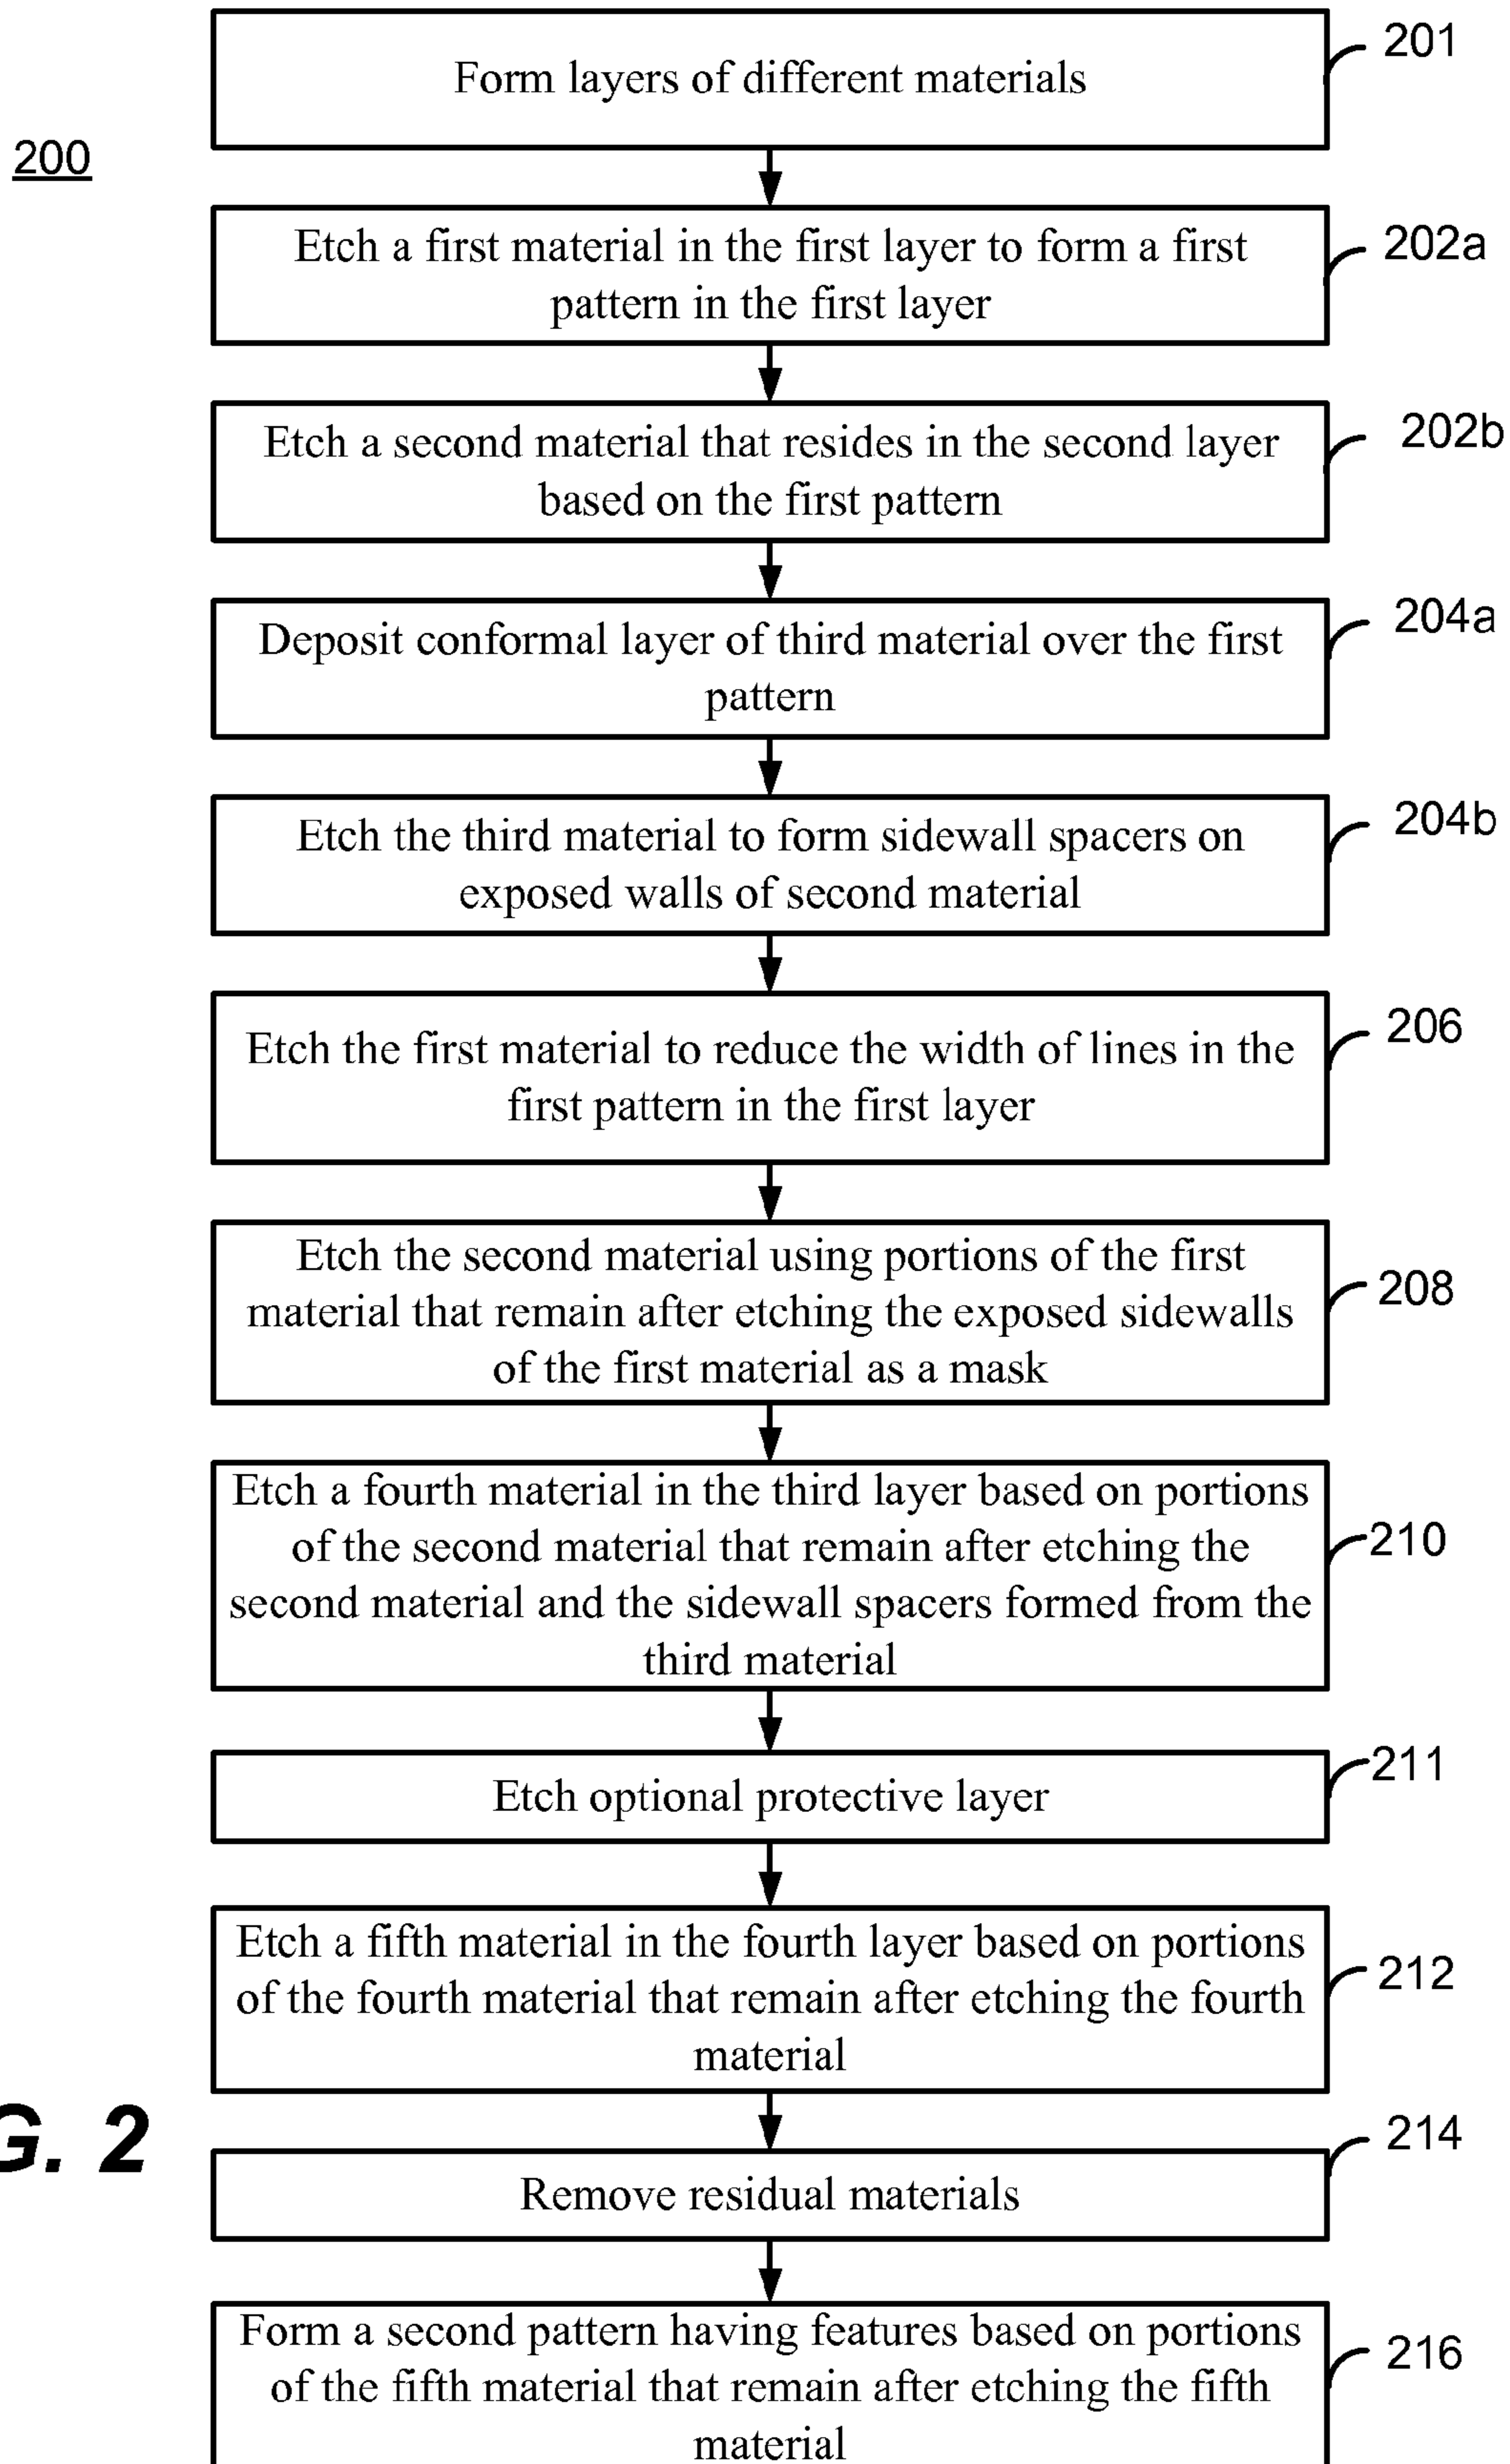 200
Form layers of different materials
201
Etch a first material in the first layer to form a first
pattern in the first layer
202a
Etch a second material that resides in the second layer
based on the first pattern
202b
Deposit conformal layer of third material over the first
pattern
204a
Etch the third material to form sidewall spacers on
exposed walls of second material
204b
Etch the first material to reduce the width of lines in the
first pattern in the first layer
206
Etch the second material using portions of the first
material that remain after etching the exposed sidewalls
of the first material as a mask
208
Etch a fourth material in the third layer based on portions
of the second material that remain after etching the
second material and the sidewall spacers formed from the
third material
210
Etch optional protective layer
211
Etch a fifth material in the fourth layer based on portions
of the fourth material that remain after etching the fourth
material
212
G. 2
Remove residual materials
214
Form a second pattern having features based on portions
of the fifth material that remain after etching the fifth
material
216